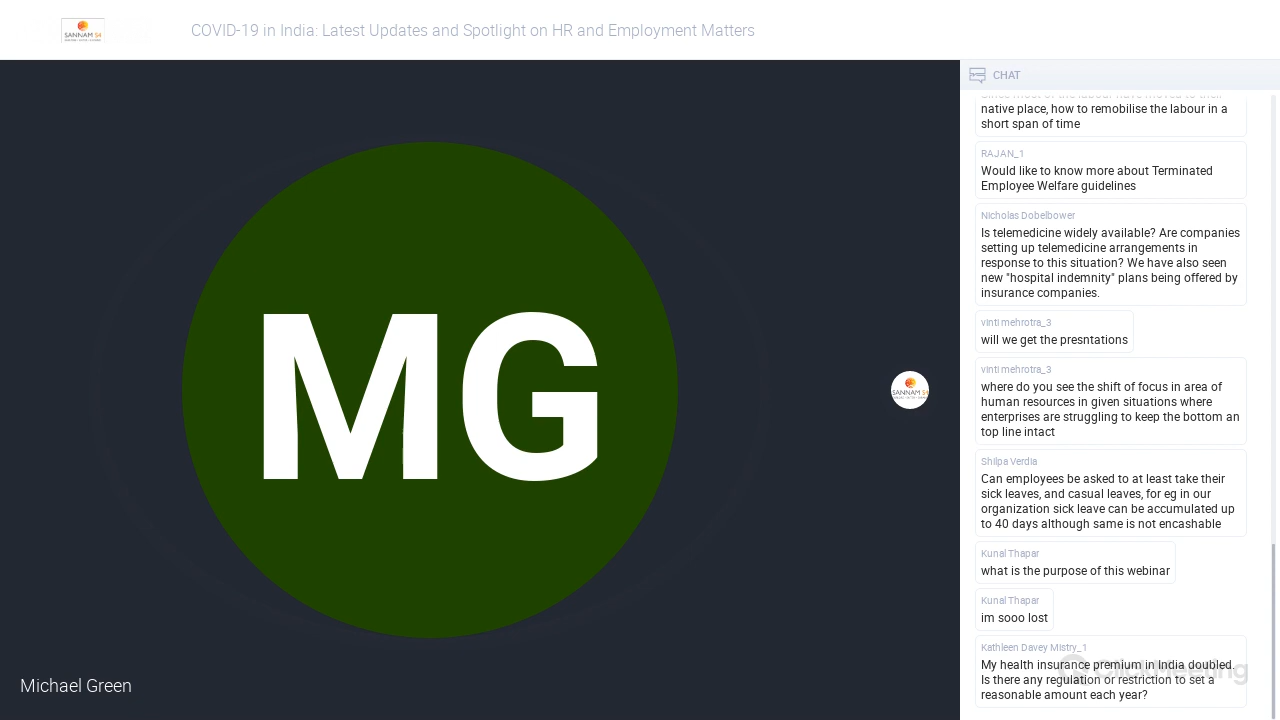 SANNAM S4
COVID-19 in India: Latest Updates and Spotlight on HR and Employment Matters
CHAT
native place, how to remobilise the labour in a
short span of time
RAJAN_1
Would like to know more about Terminated
Employee Welfare guidelines
Nicholas Dobelbower
Is telemedicine widely available? Are companies
setting up telemedicine arrangements in
response to this situation? We have also seen
new "hospital indemnity" plans being offered by
insurance companies.
vinti mehrotra_3
will we get the presntations
vinti mehrotra_3
where do you see the shift of focus in area of
human resources in given situations where
enterprises are struggling to keep the bottom an
top line intact
Shilpa Verdia
Can employees be asked to at least take their
sick leaves, and casual leaves, for eg in our
organization sick leave can be accumulated up
to 40 days although same is not encashable
Kunal Thapar
what is the purpose of this webinar
Kunal Thapar
im sooo lost
Kathleen Davey Mistry_1
My health insurance premium in India doubled.
Is there any regulation or restriction to set a
reasonable amount each year?
ClickMeeting
MG
SANNAM S4
Michael Green